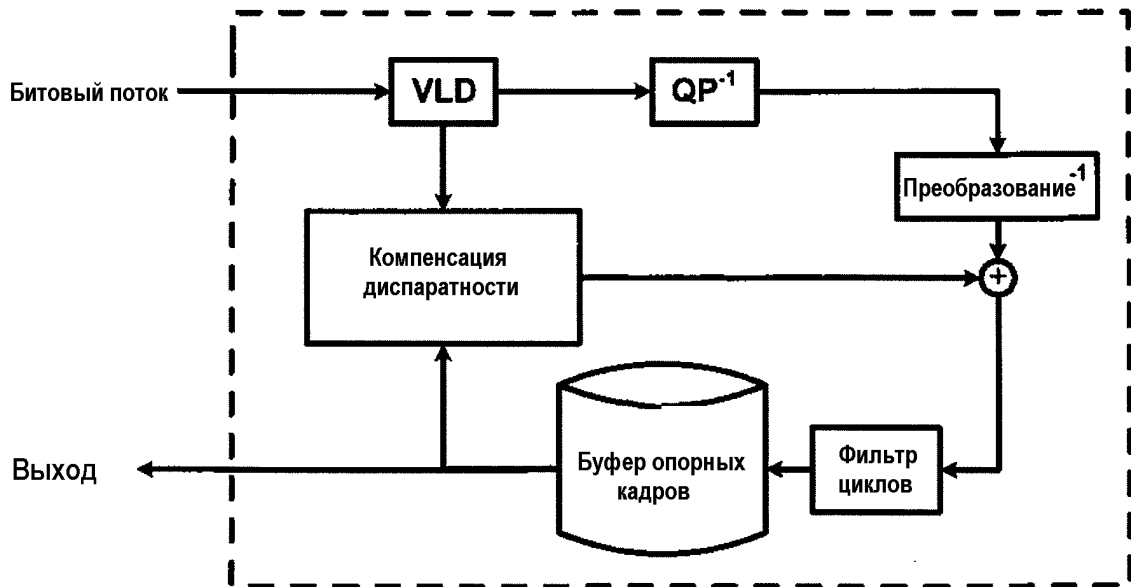 Битовый поток
VLD
QP⁻¹
Преобразование⁻¹
Компенсация
диспаратности
+
Буфер опорных
кадров
Фильтр
циклов
Выход